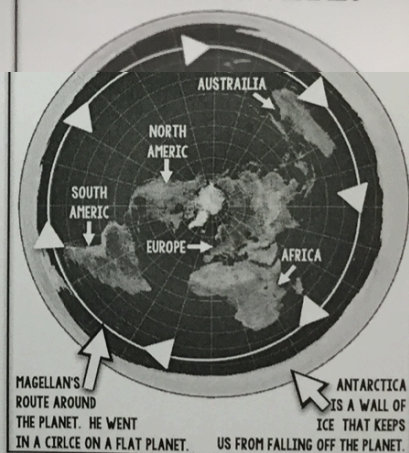 AUSTRAILIA
NORTH
AMERIC
SOUTH
AMERIC
EUROPE
AFRICA
MAGELLAN'S
ROUTE AROUND
THE PLANET. HE WENT
IN A CIRLCE ON A FLAT PLANET.
ANTARCTICA
IS A WALL OF
ICE THAT KEEPS
US FROM FALLING OFF THE PLANET.